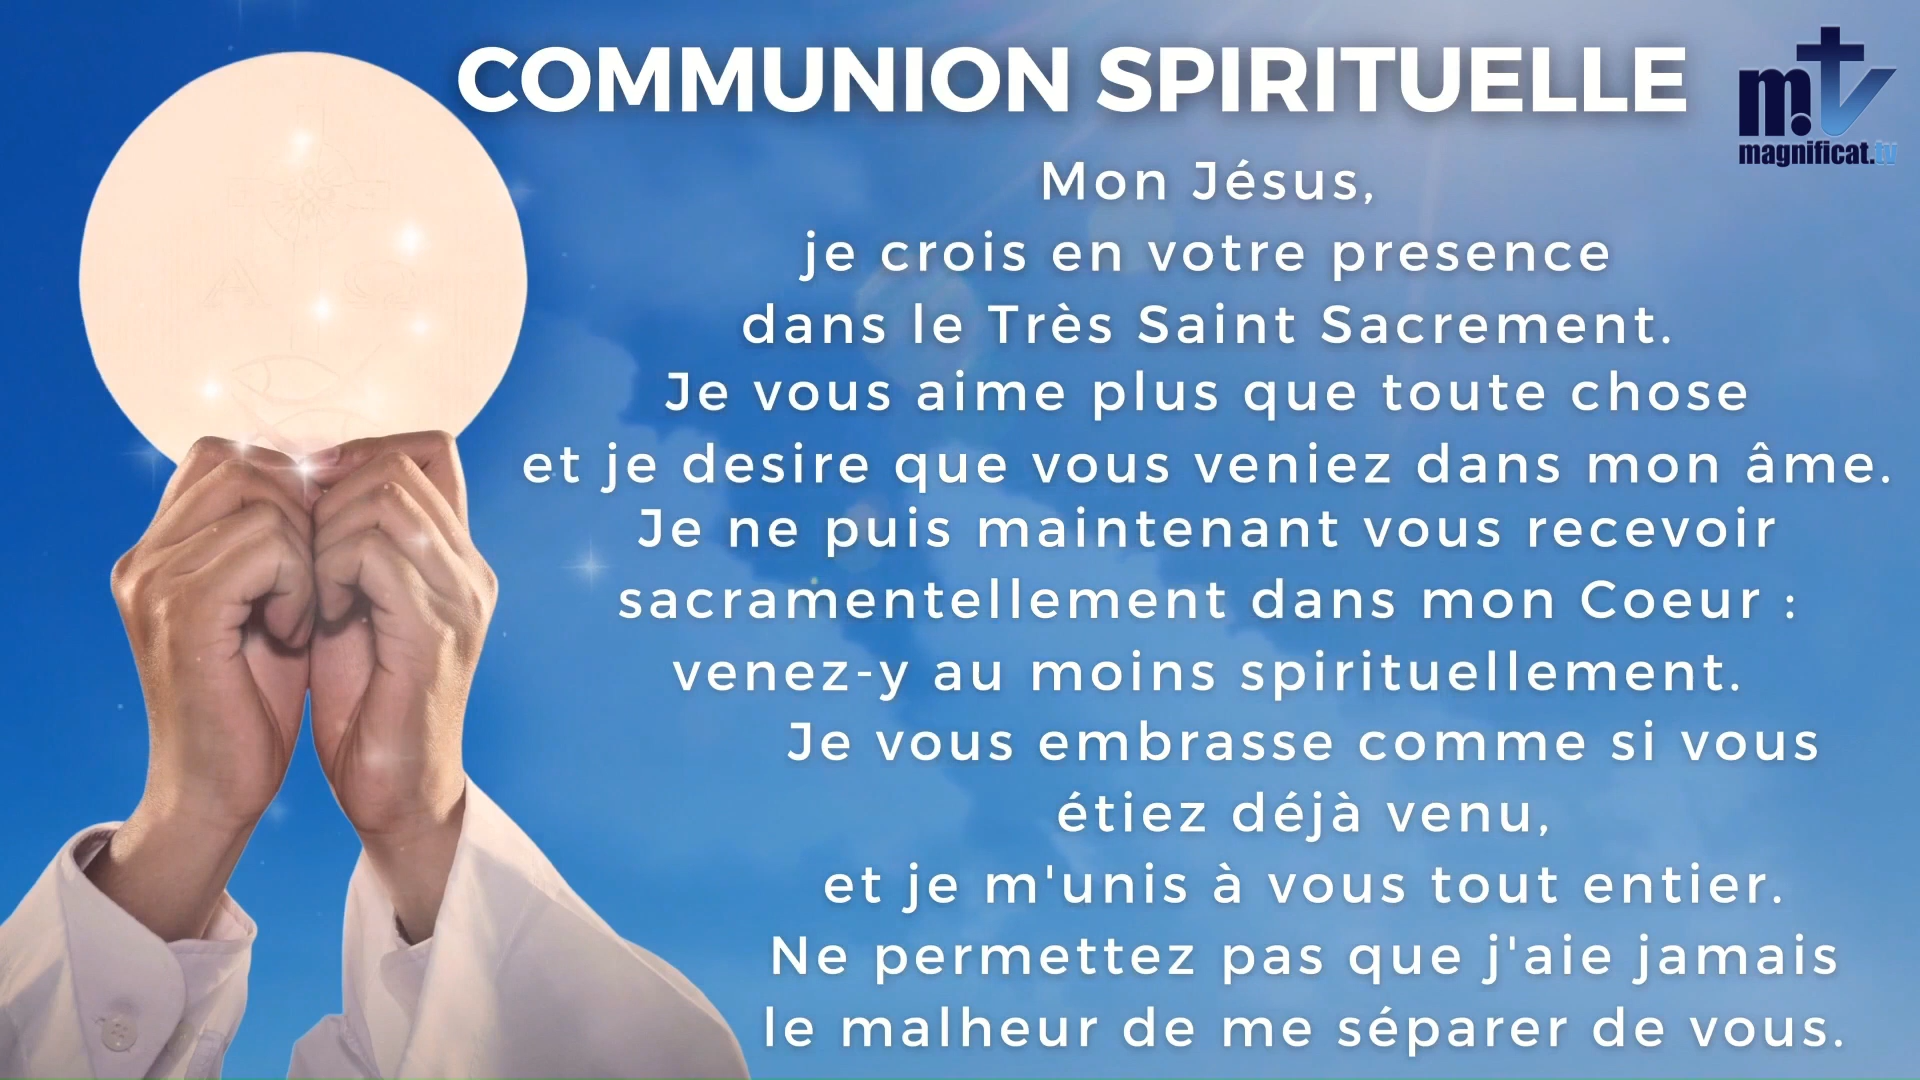 COMMUNION SPIRITUELLE
mtv
magnificat.tv
Mon Jésus,
je crois en votre presence
dans le Très Saint Sacrement.
Je vous aime plus que toute chose
et je desire que vous veniez dans mon âme.
Je ne puis maintenant vous recevoir
sacramentellement dans mon Coeur :
venez-y au moins spirituellement.
Je vous embrasse comme si vous
étiez déjà venu,
et je m'unis à vous tout entier.
Ne permettez pas que j'aie jamais
le malheur de me séparer de vous.